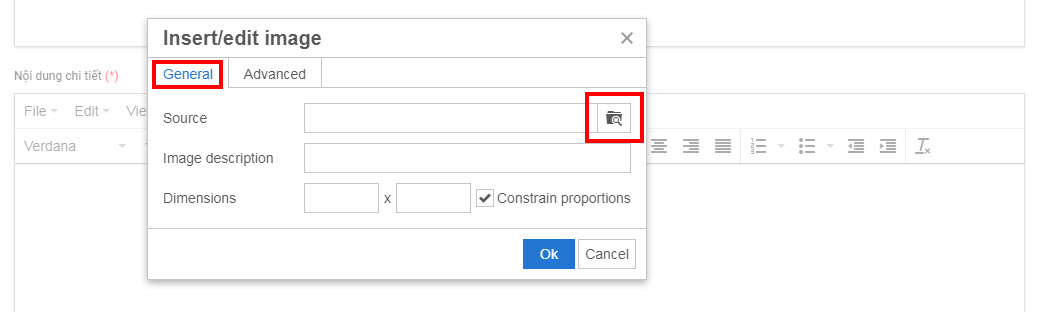 Insert/edit image
General Advanced
Nội dung chi tiết (*)
File Edit
Source
Verdana
Image description
Dimensions x Constrain proportions
Ok Cancel